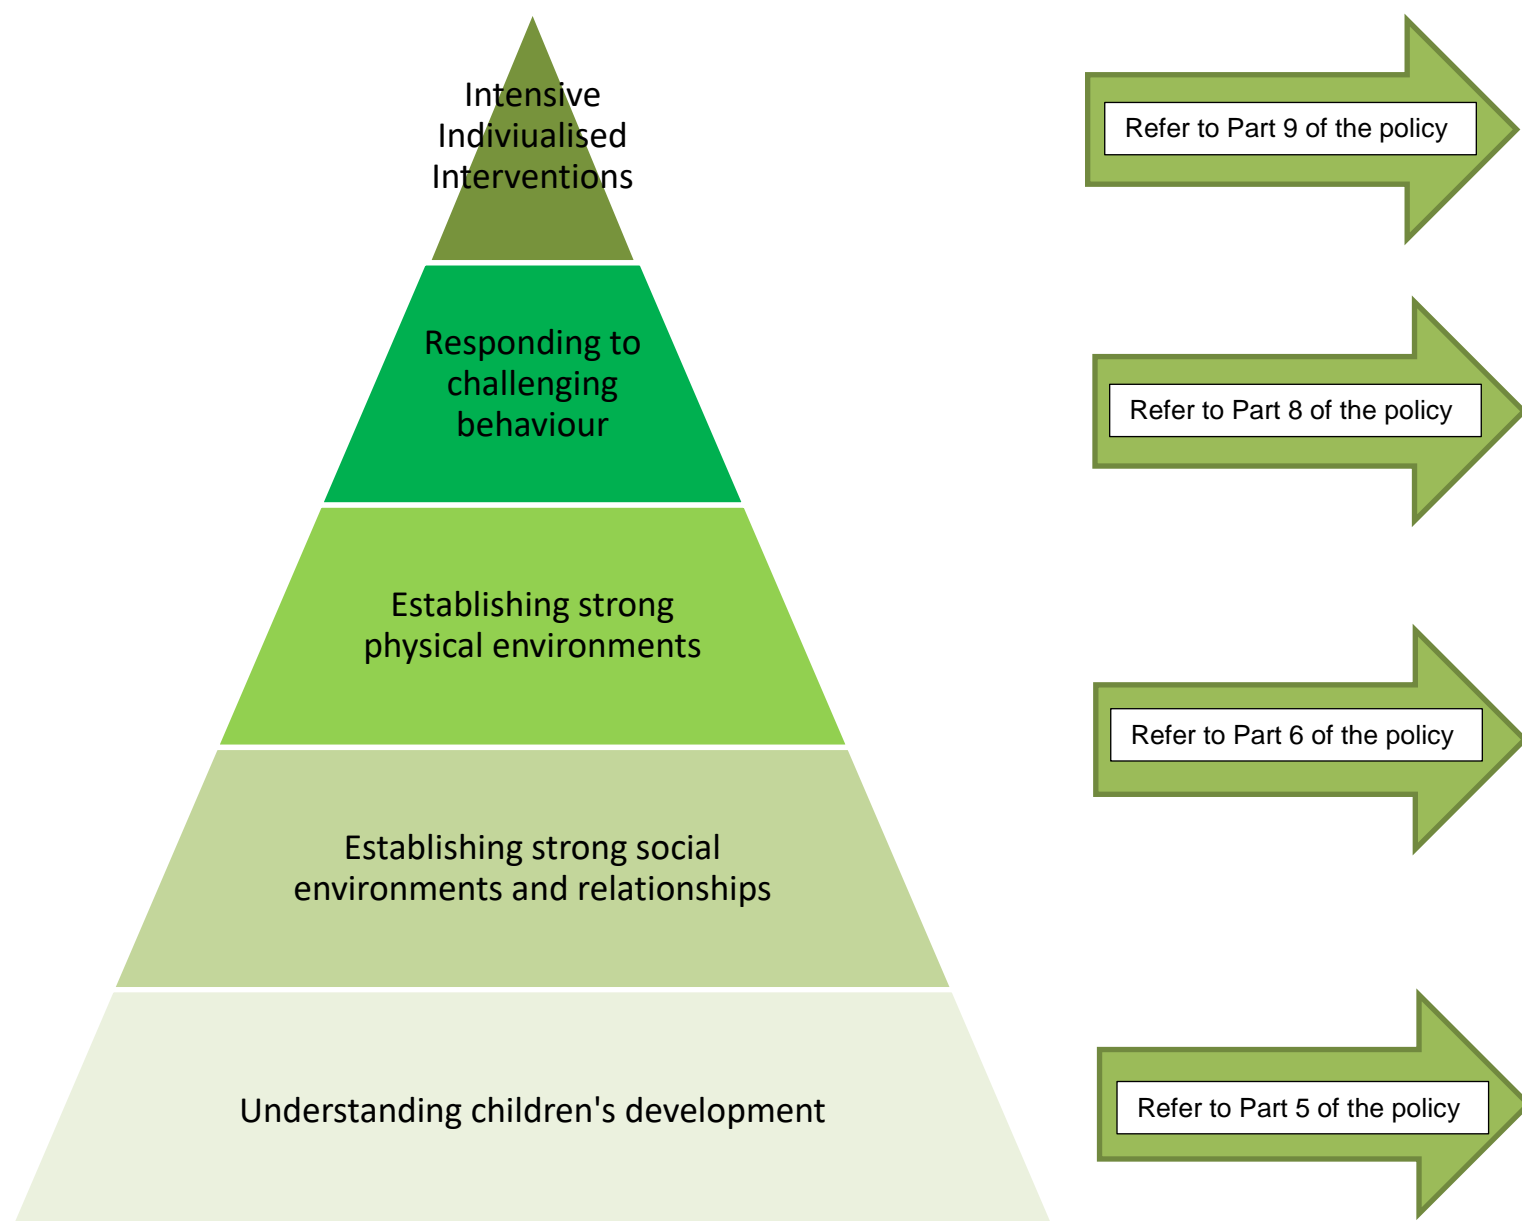 Intensive
Indiviualised
Interventions
Refer to Part 9 of the policy
Responding to
challenging
behaviour
Refer to Part 8 of the policy
Establishing strong
physical environments
Refer to Part 6 of the policy
Establishing strong social
environments and relationships
Understanding children's development
Refer to Part 5 of the policy